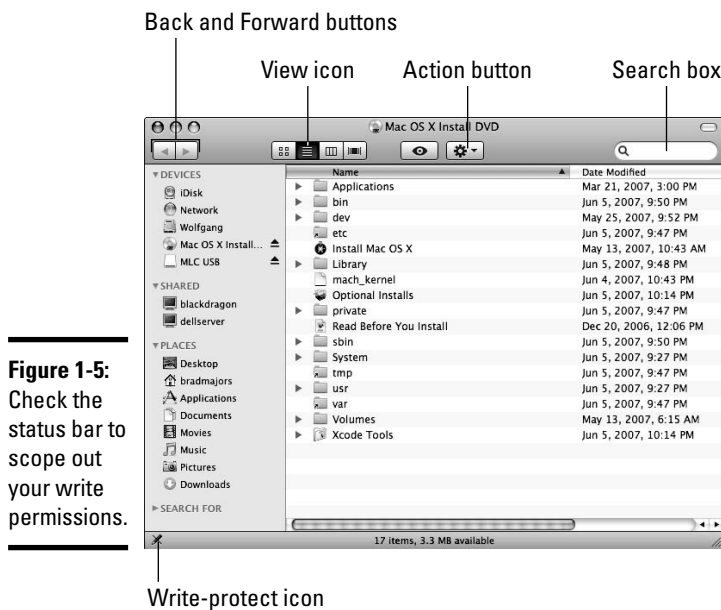 Back and Forward buttons
View icon Action button Search box
Mac OS X Install DVD
Name Date Modified
Applications Mar 21, 2007, 3:00 PM
bin Jun 5, 2007, 9:50 PM
dev May 25, 2007, 9:52 PM
etc Jun 5, 2007, 9:47 PM
Install Mac OS X May 13, 2007, 10:43 AM
Library Jun 5, 2007, 9:48 PM
mach_kernel Jun 4, 2007, 10:43 PM
Optional Installs Jun 5, 2007, 10:14 PM
private Jun 5, 2007, 9:47 PM
Read Before You Install Dec 20, 2006, 12:06 PM
sbin Jun 5, 2007, 9:50 PM
System Jun 5, 2007, 9:27 PM
tmp Jun 5, 2007, 9:47 PM
usr Jun 5, 2007, 9:27 PM
var Jun 5, 2007, 9:47 PM
Volumes May 13, 2007, 6:15 AM
Xcode Tools Jun 5, 2007, 10:14 PM
DEVICES
iDisk
Network
Wolfgang
Mac OS X Install...
MLC USB
SHARED
blackdragon
dellserver
PLACES
Desktop
bradmajors
Applications
Documents
Movies
Music
Pictures
Downloads
SEARCH FOR
17 items, 3.3 MB available
Write-protect icon
Figure 1-5:
Check the
status bar to
scope out
your write
permissions.